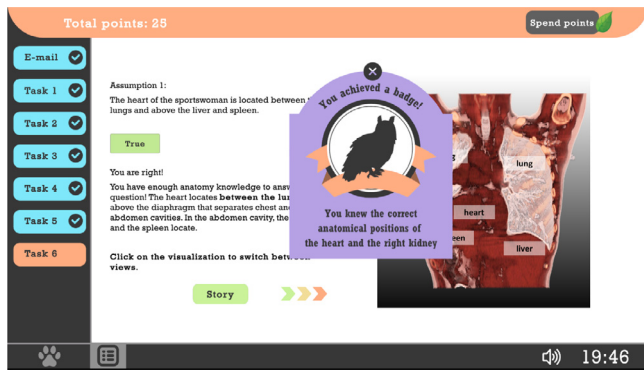 Total points: 25
Spend points
E-mail
Task 1
Task 2
Task 3
Task 4
Task 5
Task 6
Assumption 1:
The heart of the sportswoman is located between
lungs and above the liver and spleen.
True
You are right!
You have enough anatomy knowledge to
question! The heart locates between the
above the diaphragm that separates chest
abdomen cavities. In the abdomen cavity, the
and the spleen locate.
Click on the visualization to switch
views.
Story
You achieved a badge!
You knew the correct
anatomical positions of
the heart and the right kidney
lung
heart
liver
19:46